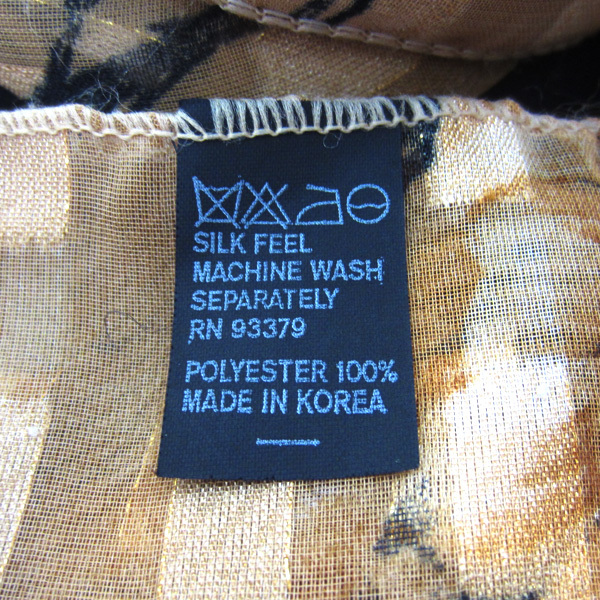 SILK FEEL
MACHINE WASH
SEPARATELY
RN 93379
POLYESTER 100%
MADE IN KOREA